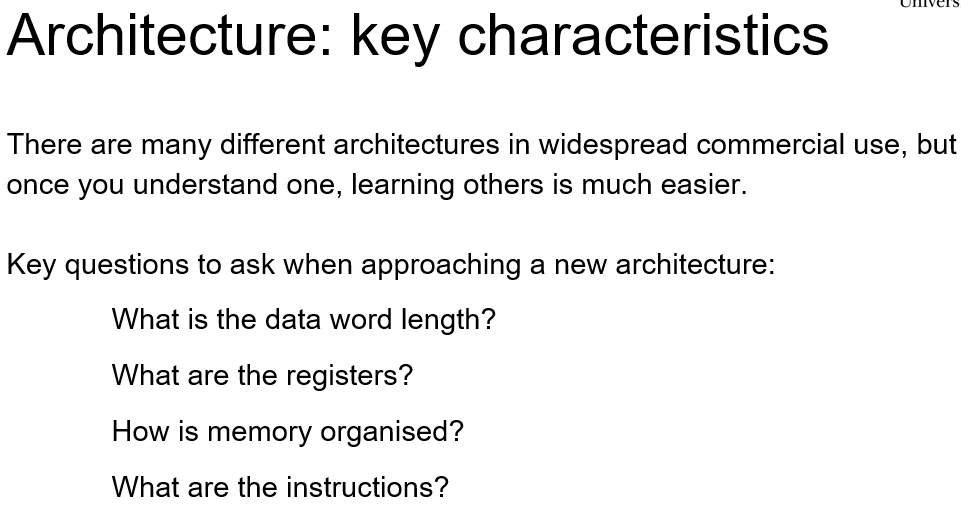 Univers
Architecture: key characteristics
There are many different architectures in widespread commercial use, but
once you understand one, learning others is much easier.
Key questions to ask when approaching a new architecture:
What is the data word length?
What are the registers?
How is memory organised?
What are the instructions?